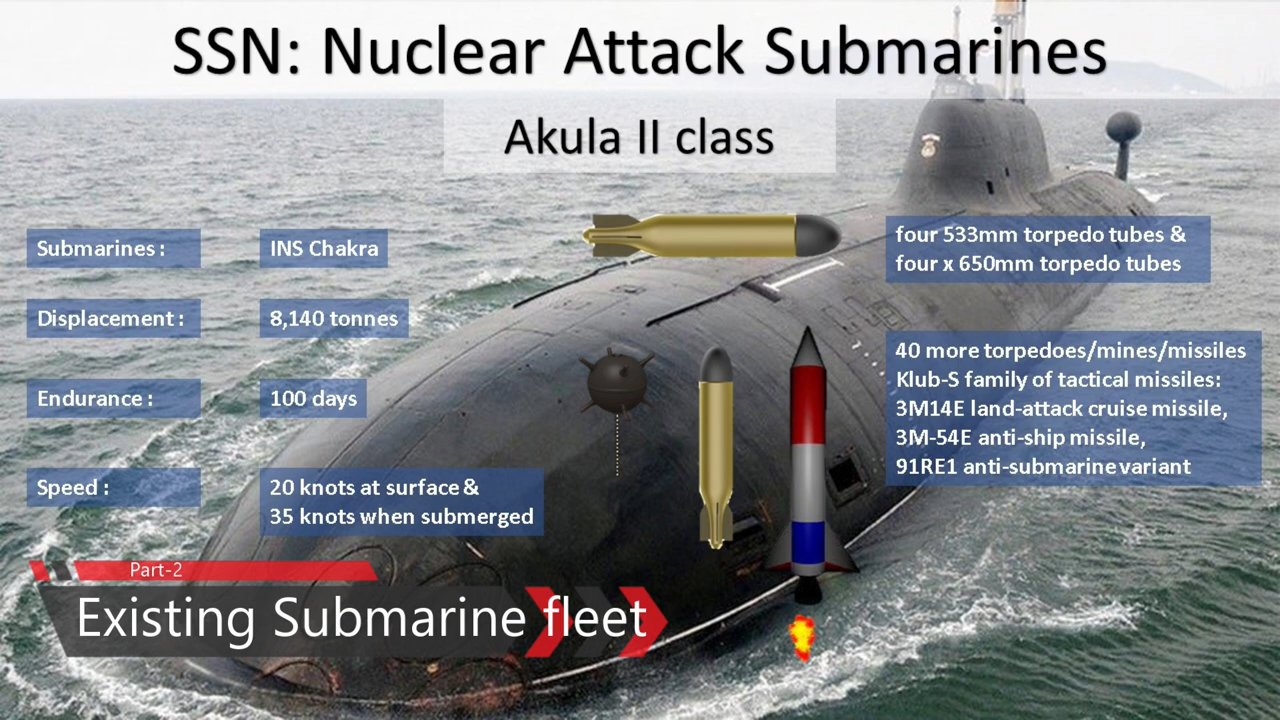 SSN: Nuclear Attack Submarines
Akula II class
Submarines :
INS Chakra
Displacement :
8,140 tonnes
Endurance :
100 days
Speed :
20 knots at surface &
35 knots when submerged
four 533mm torpedo tubes &
four x 650mm torpedo tubes
40 more torpedoes/mines/missiles
Klub-S family of tactical missiles:
3M14E land-attack cruise missile,
3M-54E anti-ship missile,
91RE1 anti-submarine variant
Part-2
Existing Submarine fleet